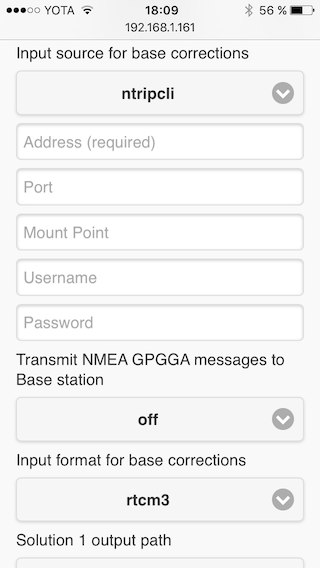 YOTA 18:09 56 %
192.168.1.161
Input source for base corrections
ntripcli
Address (required)
Port
Mount Point
Username
Password
Transmit NMEA GPGGA messages to
Base station
off
Input format for base corrections
rtcm3
Solution 1 output path